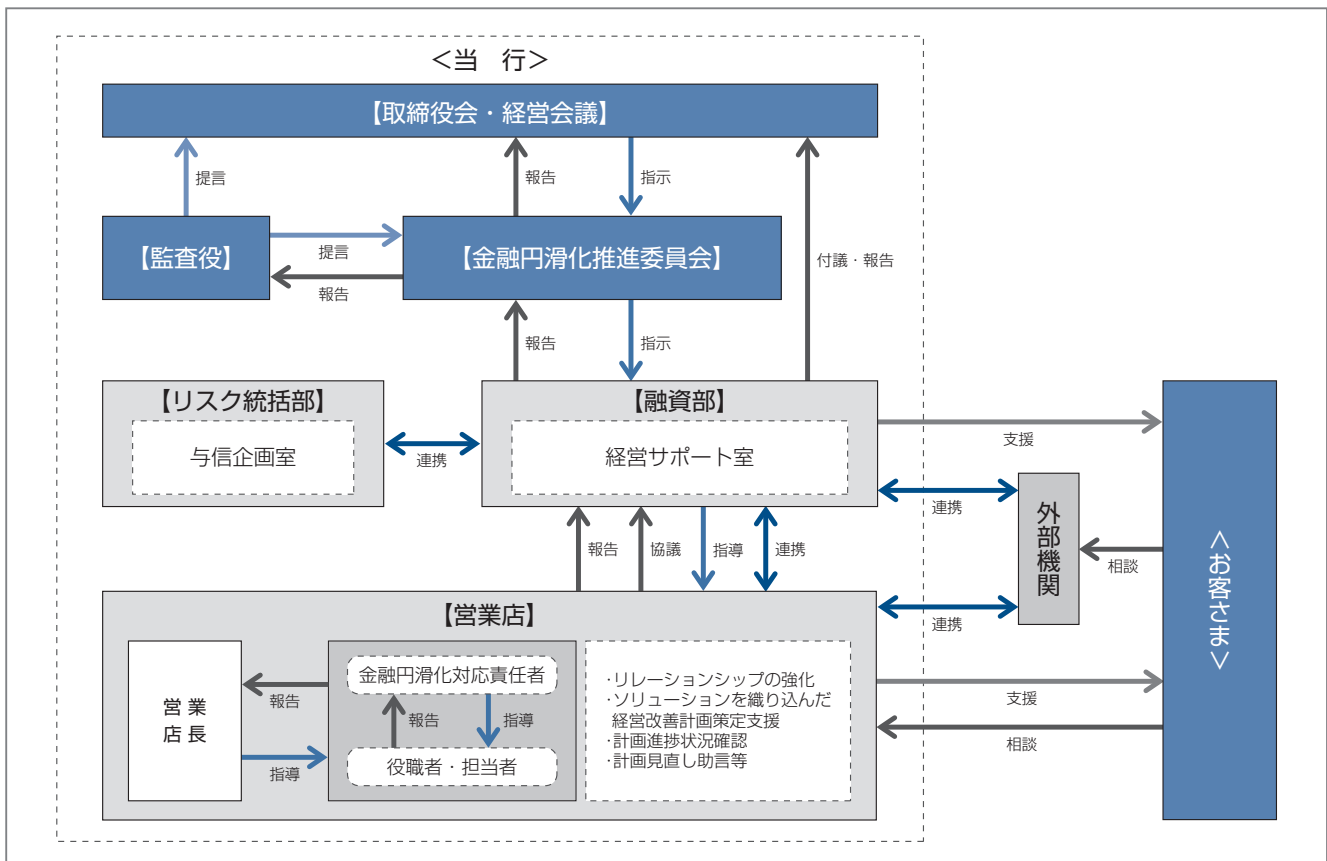 ＜当　行＞
【取締役会・経営会議】
提言
報告
指示
付議・報告
【監査役】
提言
報告
【金融円滑化推進委員会】
報告
指示
【リスク統括部】
与信企画室
連携
【融資部】
経営サポート室
支援
連携
外部機関
相談
連携
＜お客さま＞
報告
協議
指導
連携
【営業店】
営業
店長
報告
指導
金融円滑化対応責任者
報告
指導
役職者・担当者
・リレーションシップの強化
・ソリューションを織り込んだ
経営改善計画策定支援
・計画進捗状況確認
・計画見直し助言等
支援
相談